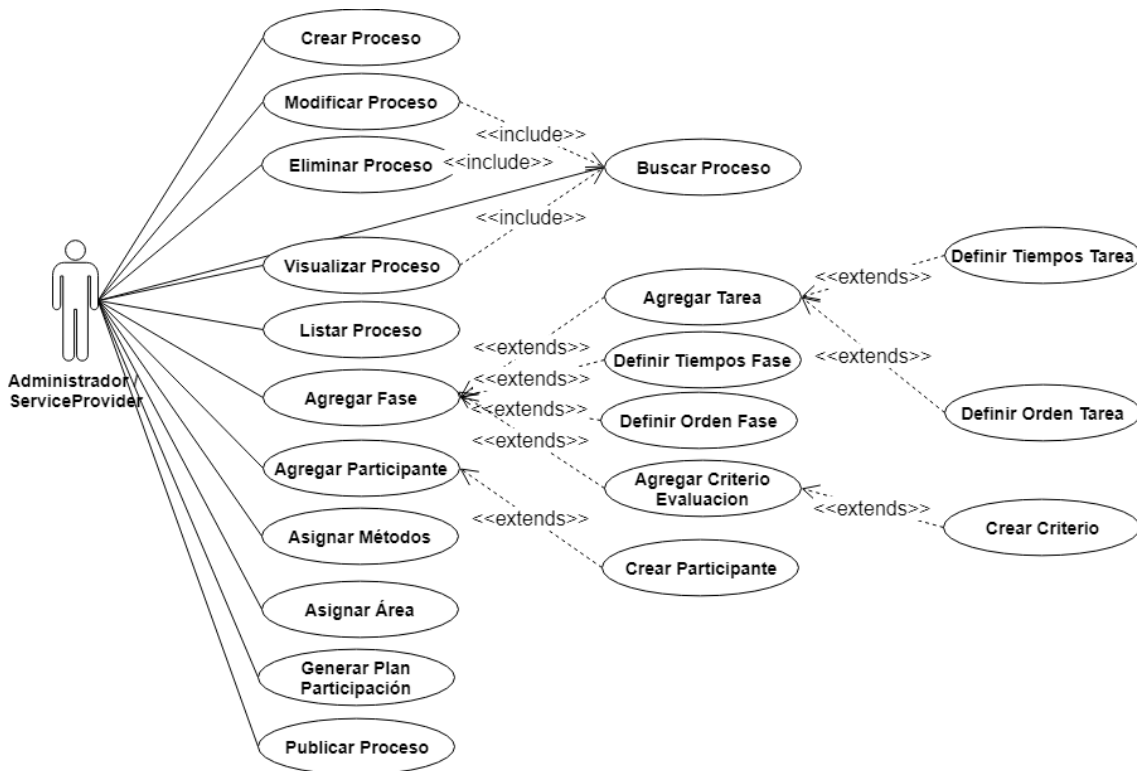 Crear Proceso
Modificar Proceso
<<include>>
Eliminar Proceso
<<include>>
Buscar Proceso
<<include>>
Visualizar Proceso
Definir Tiempos Tarea
<<extends>>
Agregar Tarea
Listar Proceso
<<extends>>
Definir Tiempos Fase
<<extends>>
<<extends>>
Administrador /
ServiceProvider
Agregar Fase
<<extends>>
Definir Orden Fase
Definir Orden Tarea
<<extends>>
Agregar Participante
Agregar Criterio
Evaluacion
<<extends>>
<<extends>>
Crear Criterio
Asignar Métodos
Crear Participante
Asignar Área
Generar Plan
Participación
Publicar Proceso